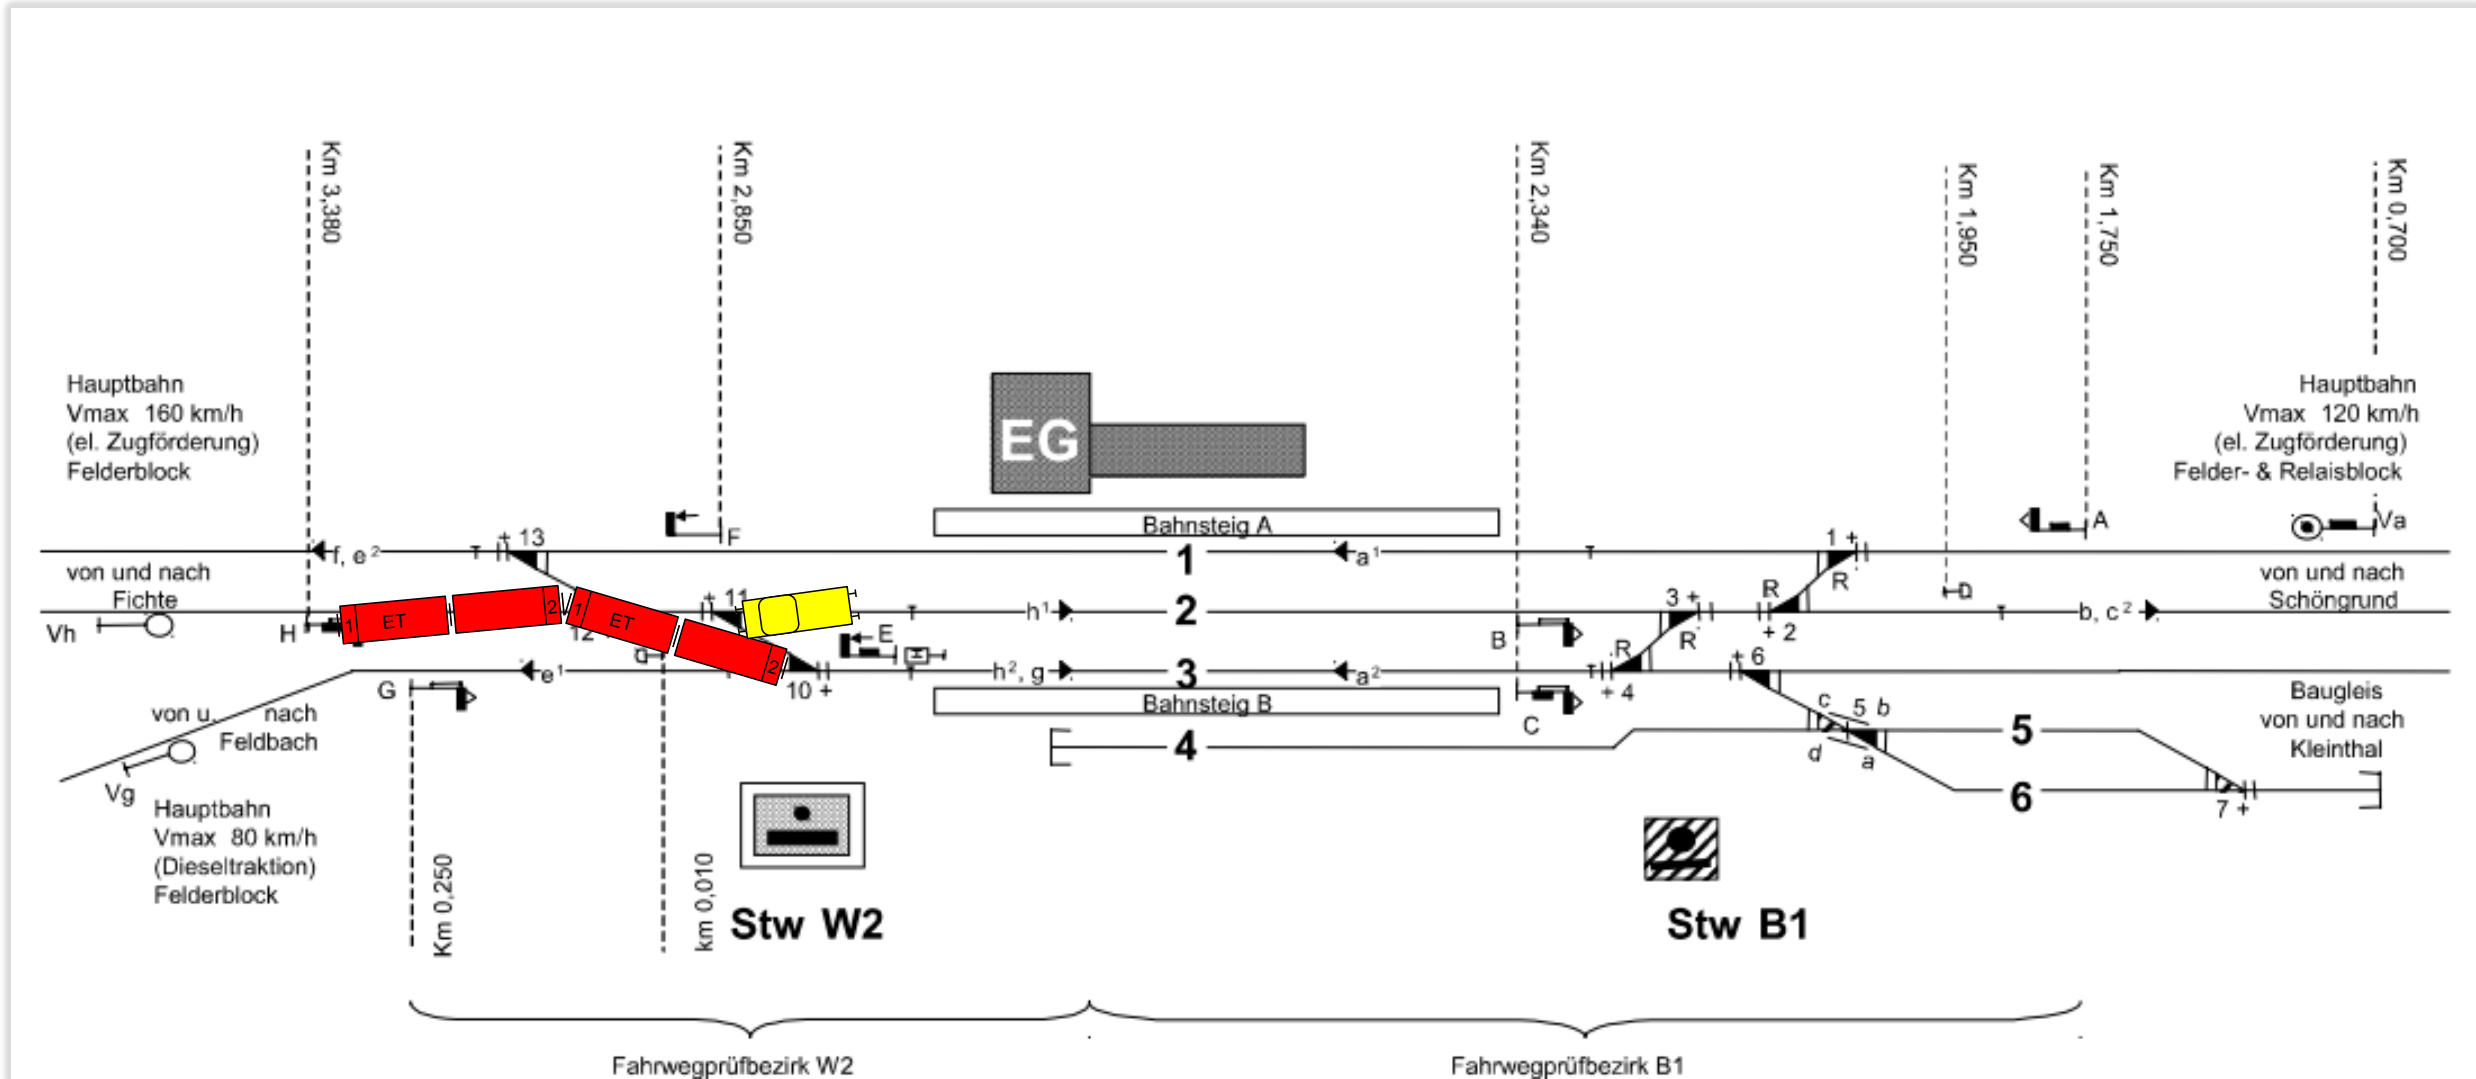 Km 3,380
Km 2,850
Km 2,340
Km 1,950
Km 1,750
Km 0,700
Hauptbahn
Vmax 160 km/h
(el. Zugförderung)
Felderblock
EG
Hauptbahn
Vmax 120 km/h
(el. Zugförderung)
Felder- & Relaisblock
Bahnsteig A
F
A
Va
+ 13
1 +
f, e²
1
a¹
R
R
von und nach
Fichte
von und nach
Schöngrund
+ 11
3 +
h¹
2
b, c²
Vh
H
1
ET
2
1
ET
2
12
E
B
R
+ 2
R
+ 6
e¹
h², g
3
a²
10 +
+ 4
G
Bahnsteig B
C
c
5
b
Baugleis
von und nach
Kleinthal
von u.
nach
Feldbach
4
d
a
5
Vg
6
7 +
Hauptbahn
Vmax 80 km/h
(Dieseltraktion)
Felderblock
Km 0,250
km 0,010
Stw W2
Stw B1
Fahrwegprüfbezirk W2
Fahrwegprüfbezirk B1